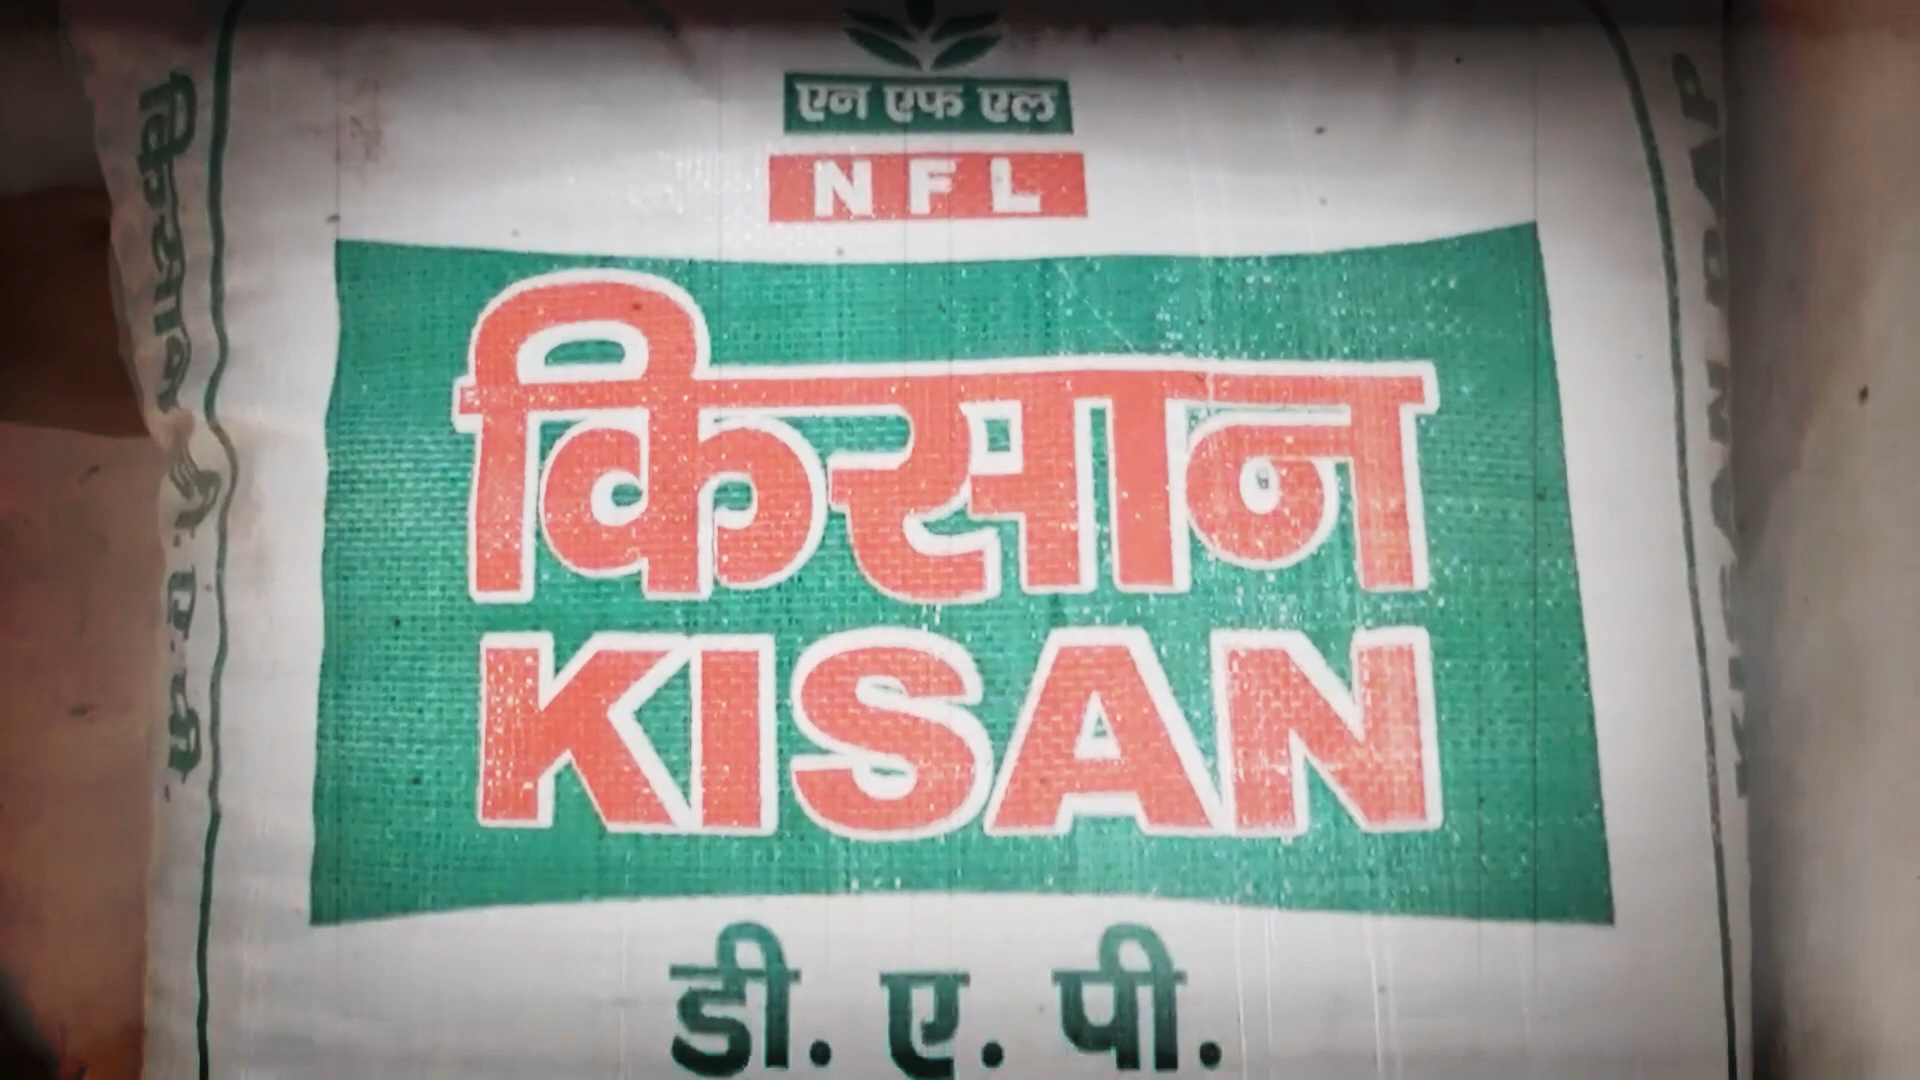 एन एफ एल
NFL
किसान
KISAN
डी. ए. पी.
किसान डी. ए. पी.